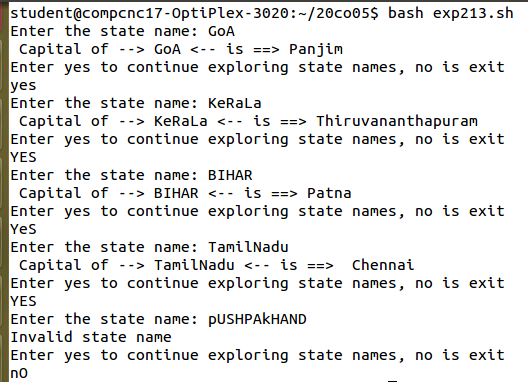 student@compcnc17-OptiPlex-3020:~/20co05$ bash exp213.sh
Enter the state name: GoA
 Capital of --> GoA <-- is ==> Panjim
Enter yes to continue exploring state names, no is exit
yes
Enter the state name: KeRaLa
 Capital of --> KeRaLa <-- is ==> Thiruvananthapuram
Enter yes to continue exploring state names, no is exit
YES
Enter the state name: BIHAR
 Capital of --> BIHAR <-- is ==> Patna
Enter yes to continue exploring state names, no is exit
YeS
Enter the state name: TamilNadu
 Capital of --> TamilNadu <-- is ==>  Chennai
Enter yes to continue exploring state names, no is exit
YES
Enter the state name: pUSHPAkHAND
Invalid state name
Enter yes to continue exploring state names, no is exit
nO